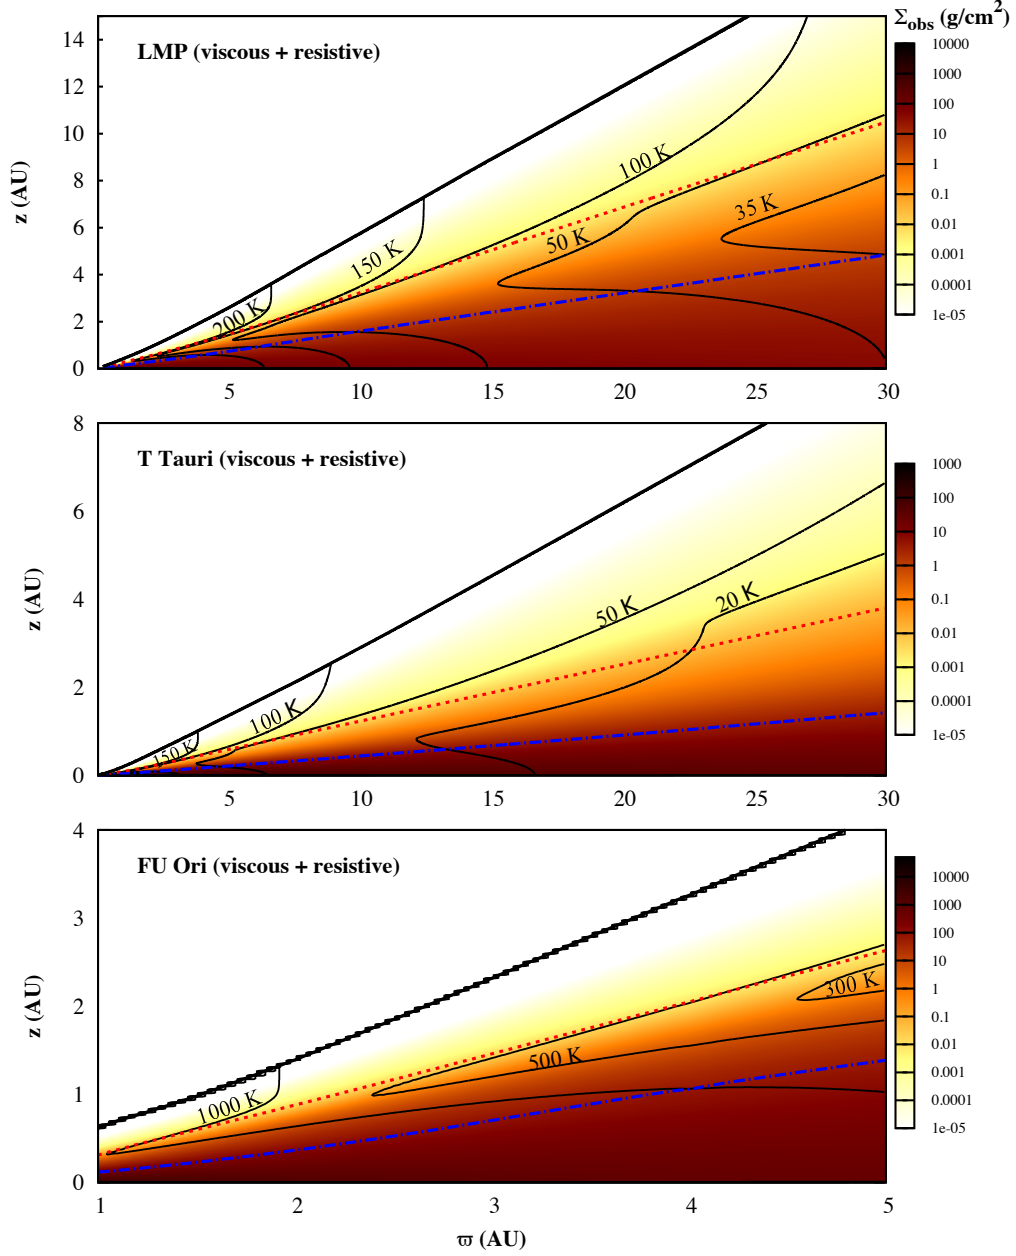 Σobs (g/cm²)
LMP (viscous + resistive)
z (AU)
14
12
10
8
6
4
2
0
5
10
15
20
25
30
200 K
150 K
100 K
50 K
35 K
10000
1000
100
10
1
0.1
0.01
0.001
0.0001
1e-05
T Tauri (viscous + resistive)
z (AU)
8
6
4
2
0
5
10
15
20
25
30
150 K
100 K
50 K
20 K
1000
100
10
1
0.1
0.01
0.001
0.0001
1e-05
FU Ori (viscous + resistive)
z (AU)
4
3
2
1
0
1
2
3
4
5
1000 K
500 K
300 K
10000
1000
100
10
1
0.1
0.01
0.001
0.0001
1e-05
ϖ (AU)